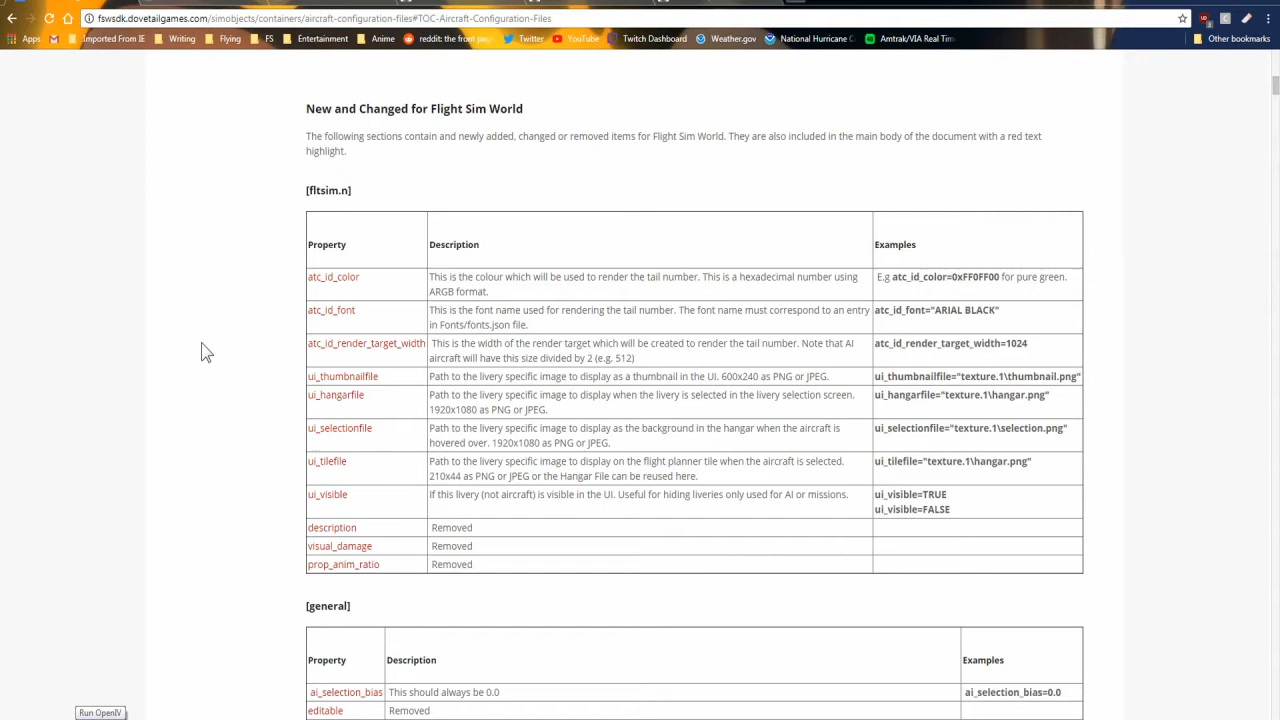 fswsdk.dovetailgames.com/simobjects/containers/aircraft-configuration-files#TOC-Aircraft-Configuration-Files
Apps Imported From IE Writing Flying FS Entertainment Anime reddit: the front pag Twitter YouTube Twitch Dashboard Weather.gov National Hurricane C Amtrak/VIA Real Tim Other bookmarks
New and Changed for Flight Sim World
The following sections contain and newly added, changed or removed items for Flight Sim World. They are also included in the main body of the document with a red text
highlight.
[fltsim.n]
Property Description Examples
atc_id_color This is the colour which will be used to render the tail number. This is a hexadecimal number using E.g atc_id_color=0xFF0FF00 for pure green.
ARGB format.
atc_id_font This is the font name used for rendering the tail number. The font name must correspond to an entry atc_id_font="ARIAL BLACK"
in Fonts/fonts.json file.
atc_id_render_target_width This is the width of the render target which will be created to render the tail number. Note that AI atc_id_render_target_width=1024
aircraft will have this size divided by 2 (e.g. 512)
ui_thumbnailfile Path to the livery specific image to display as a thumbnail in the UI. 600x240 as PNG or JPEG. ui_thumbnailfile="texture.1\thumbnail.png"
ui_hangarfile Path to the livery specific image to display when the livery is selected in the livery selection screen. ui_hangarfile="texture.1\hangar.png"
1920x1080 as PNG or JPEG.
ui_selectionfile Path to the livery specific image to display as the background in the hangar when the aircraft is ui_selectionfile="texture.1\selection.png"
hovered over. 1920x1080 as PNG or JPEG.
ui_tilefile Path to the livery specific image to display on the flight planner tile when the aircraft is selected. ui_tilefile="texture.1\hangar.png"
210x44 as PNG or JPEG or the Hangar File can be reused here.
ui_visible If this livery (not aircraft) is visible in the UI. Useful for hiding liveries only used for AI or missions. ui_visible=TRUE
ui_visible=FALSE
description Removed
visual_damage Removed
prop_anim_ratio Removed
[general]
Property Description Examples
ai_selection_bias This should always be 0.0 ai_selection_bias=0.0
editable Removed
Run OpenIV